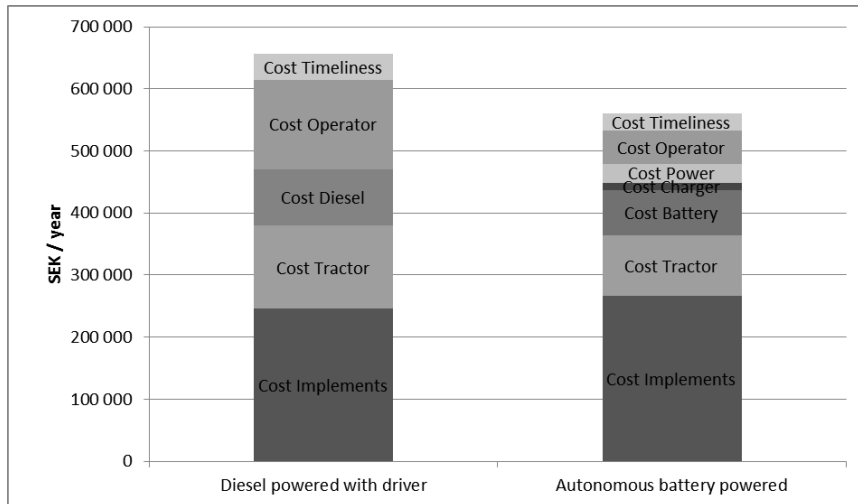 700 000
600 000
500 000
400 000
300 000
200 000
100 000
0
SEK / year
Cost Timeliness
Cost Operator
Cost Diesel
Cost Tractor
Cost Implements
Cost Timeliness
Cost Operator
Cost Power
Cost Charger
Cost Battery
Cost Tractor
Cost Implements
Diesel powered with driver
Autonomous battery powered